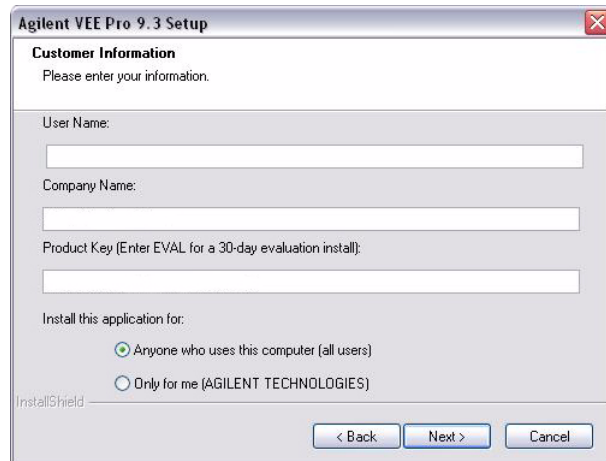 Agilent VEE Pro 9.3 Setup
Customer Information
Please enter your information.
User Name:
Company Name:
Product Key (Enter EVAL for a 30-day evaluation install):
Install this application for:
Anyone who uses this computer (all users)
Only for me (AGILENT TECHNOLOGIES)
InstallShield
< Back Next > Cancel